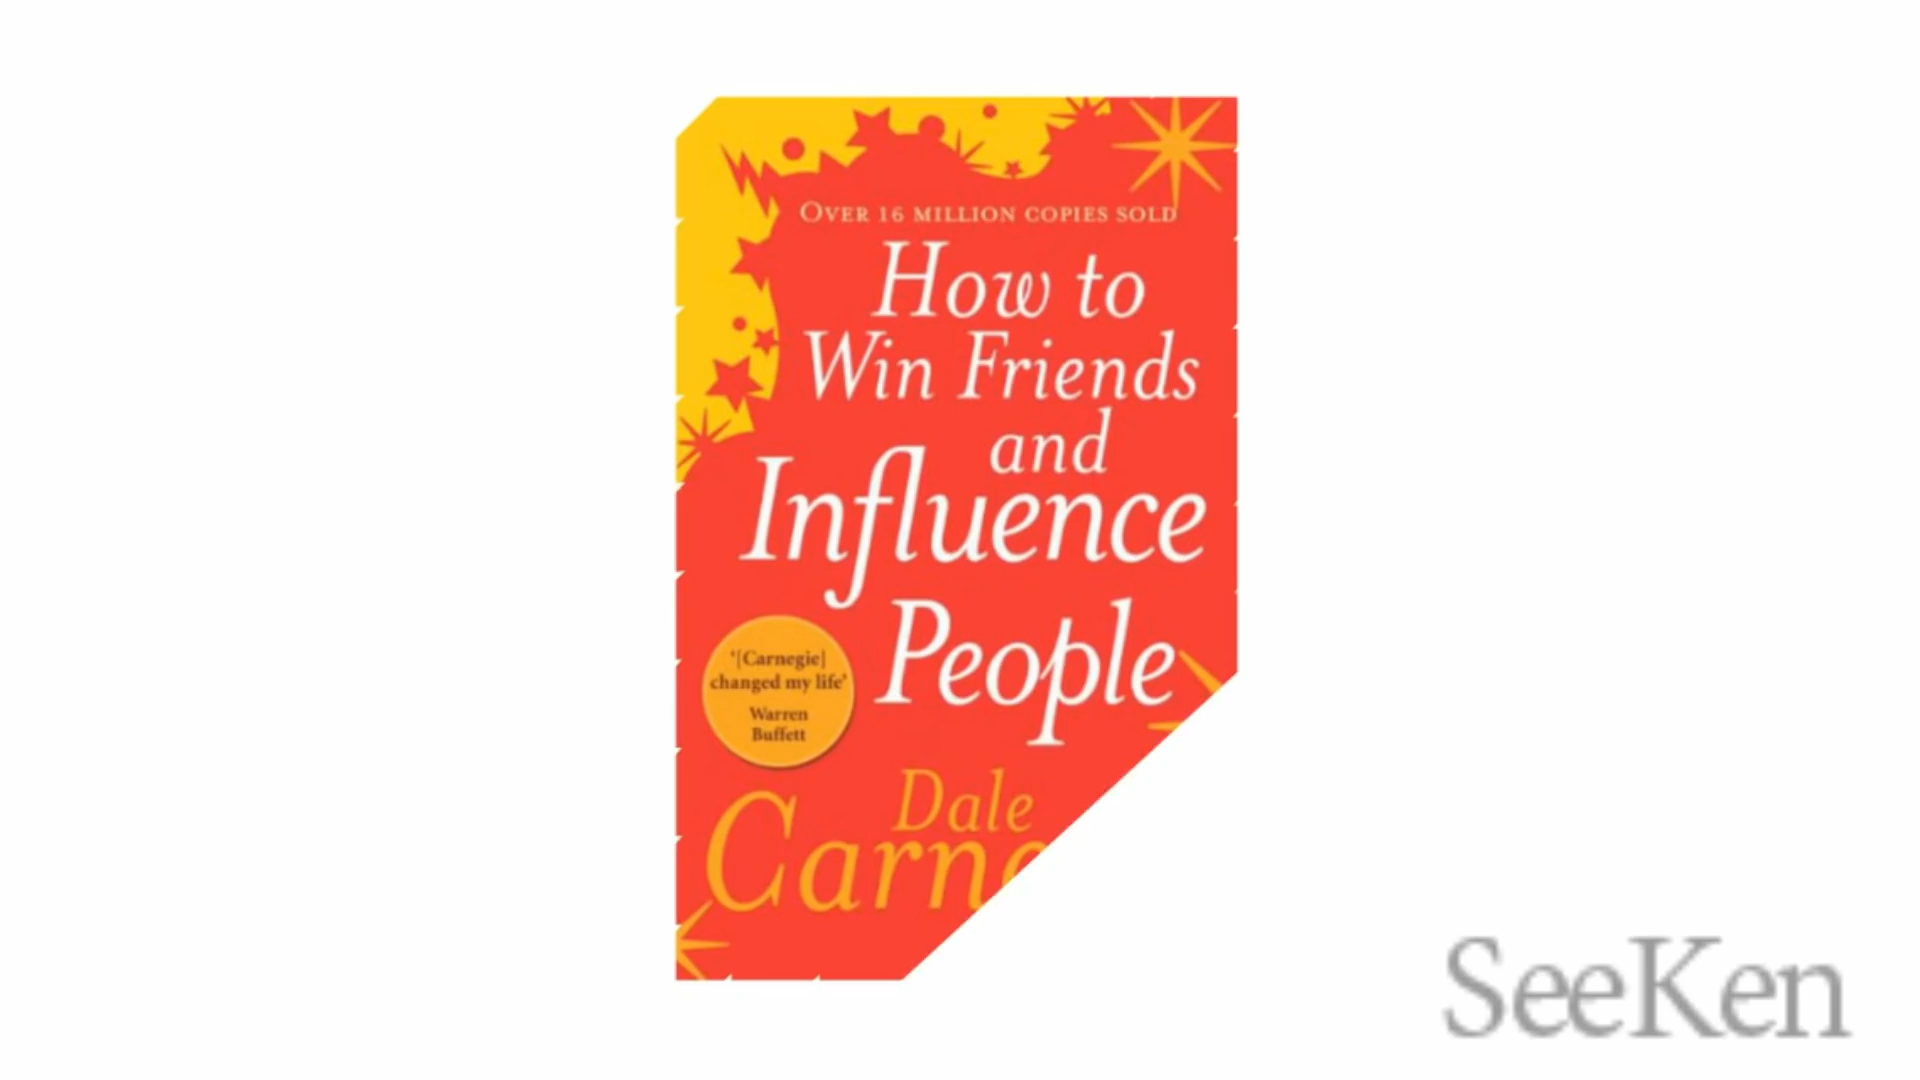 OVER 16 MILLION COPIES SOLD
How to
Win Friends
and
Influence
People
'[Carnegie]
changed my life'
Warren
Buffett
Dale
Carne
SeeKen